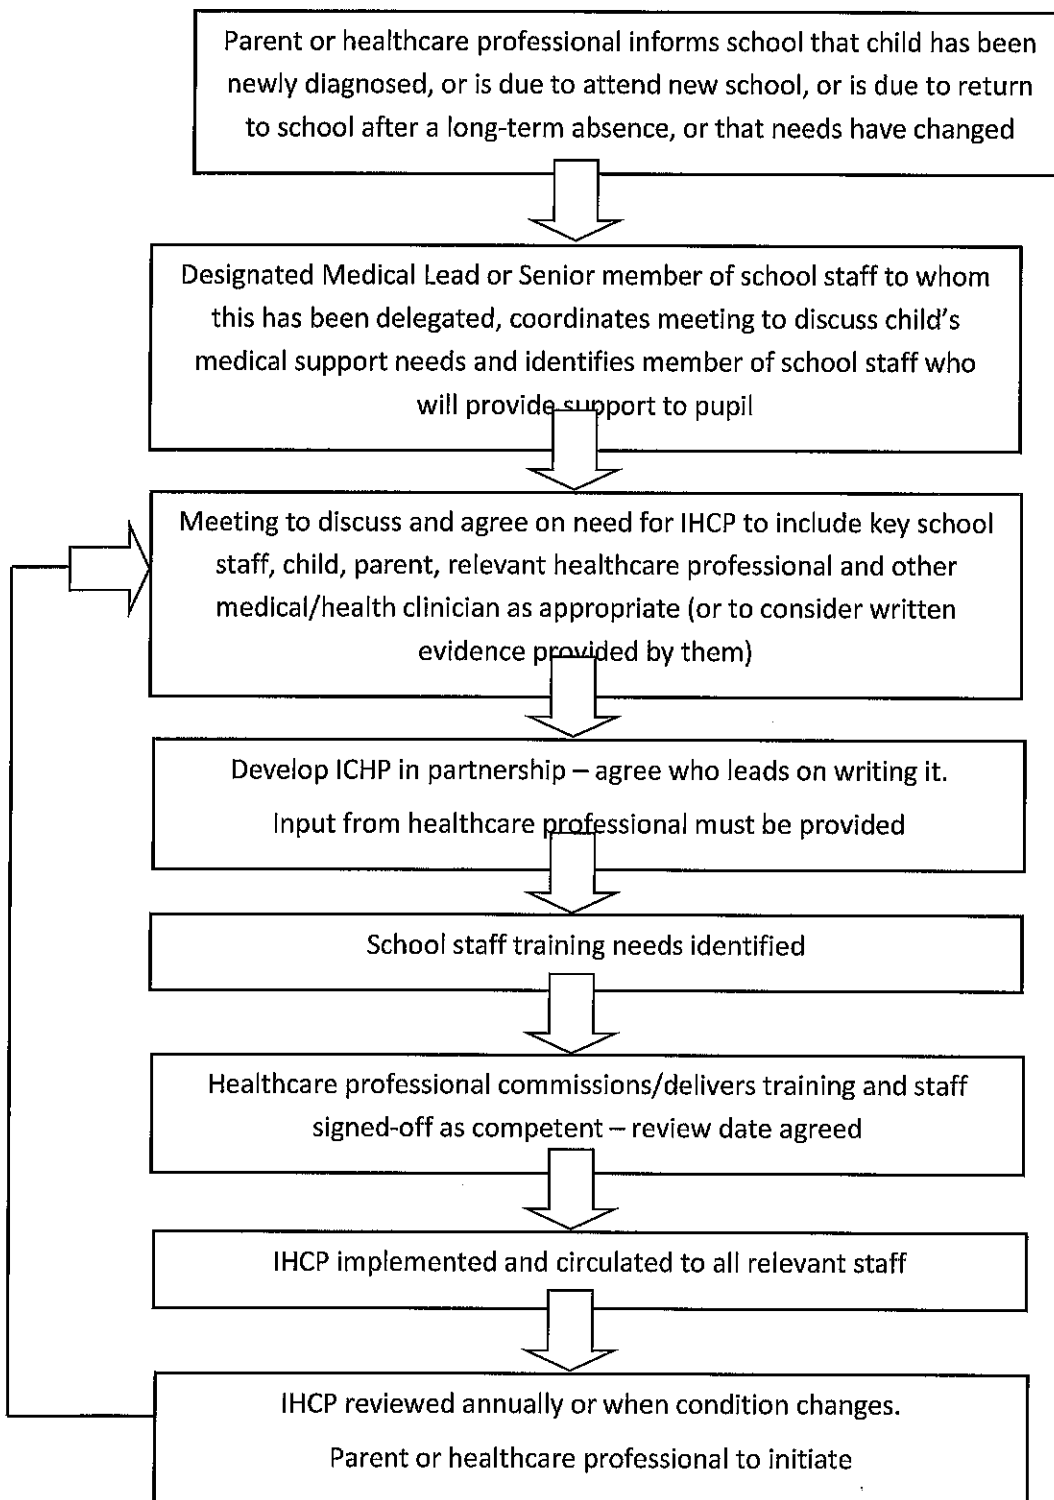 Parent or healthcare professional informs school that child has been
newly diagnosed, or is due to attend new school, or is due to return
to school after a long-term absence, or that needs have changed
Designated Medical Lead or Senior member of school staff to whom
this has been delegated, coordinates meeting to discuss child's
medical support needs and identifies member of school staff who
will provide support to pupil
Meeting to discuss and agree on need for IHCP to include key school
staff, child, parent, relevant healthcare professional and other
medical/health clinician as appropriate (or to consider written
evidence provided by them)
Develop ICHP in partnership – agree who leads on writing it.
Input from healthcare professional must be provided
School staff training needs identified
Healthcare professional commissions/delivers training and staff
signed-off as competent – review date agreed
IHCP implemented and circulated to all relevant staff
IHCP reviewed annually or when condition changes.
Parent or healthcare professional to initiate